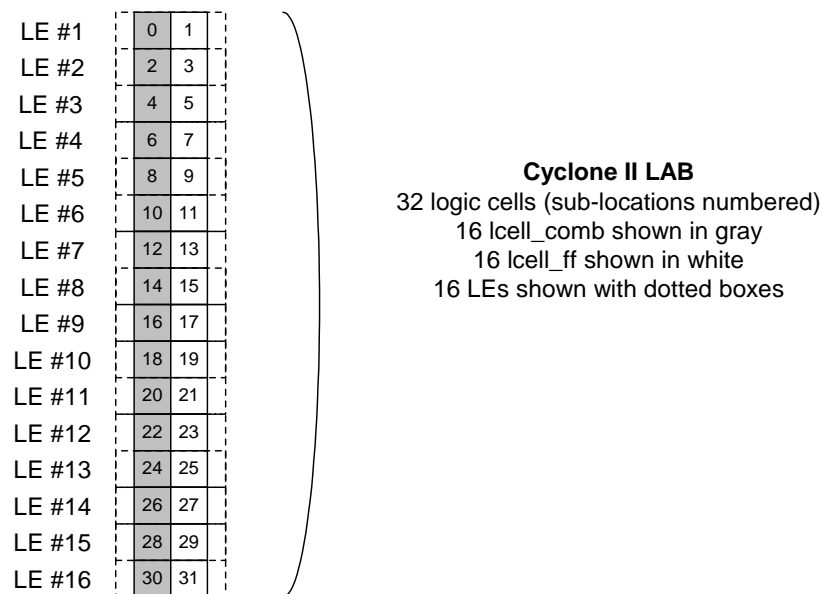 LE #1 0 1
LE #2 2 3
LE #3 4 5
LE #4 6 7
LE #5 8 9
LE #6 10 11
LE #7 12 13
LE #8 14 15
LE #9 16 17
LE #10 18 19
LE #11 20 21
LE #12 22 23
LE #13 24 25
LE #14 26 27
LE #15 28 29
LE #16 30 31
Cyclone II LAB
32 logic cells (sub-locations numbered)
16 lcell_comb shown in gray
16 lcell_ff shown in white
16 LEs shown with dotted boxes